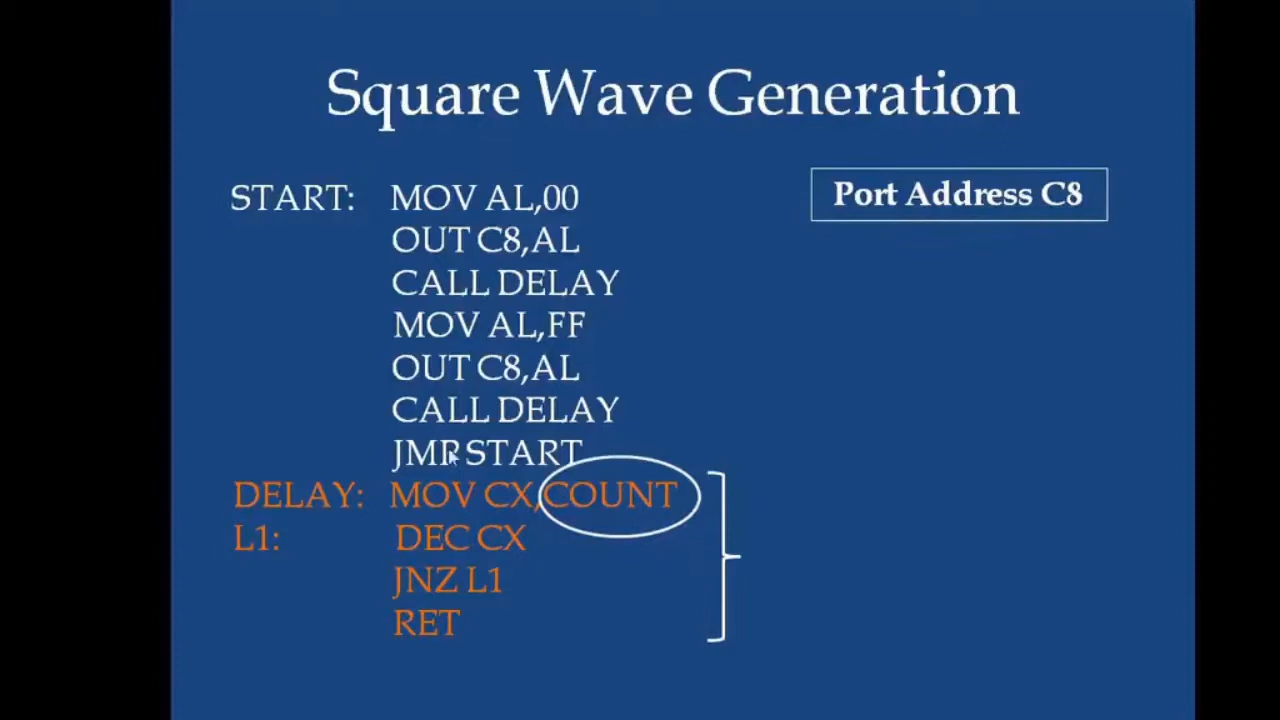 Square Wave Generation
Port Address C8
START: MOV AL,00
OUT C8,AL
CALL DELAY
MOV AL,FF
OUT C8,AL
CALL DELAY
JMP START
DELAY: MOV CX,COUNT
L1: DEC CX
JNZ L1
RET